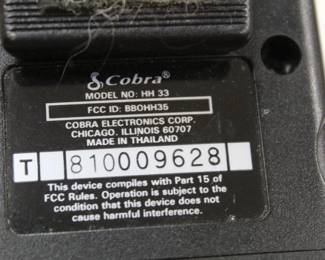 Cobra®
MODEL NO: HH 33
FCC ID: BBOHH35
COBRA ELECTRONICS CORP.
CHICAGO. ILLINOIS 60707
MADE IN THAILAND
T 810009628
This device complies with Part 15 of
FCC Rules. Operation is subject to the
condition that this device does not
cause harmful interference.